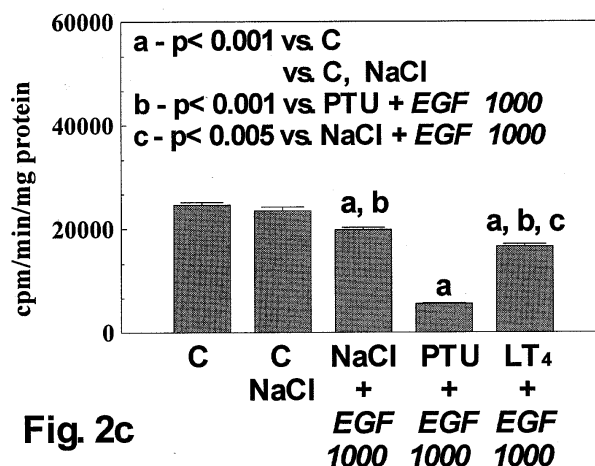 60000
40000
20000
0
cpm/min/mg protein
a - p< 0.001 vs. C
vs. C, NaCl
b - p< 0.001 vs. PTU + EGF 1000
c - p< 0.005 vs. NaCl + EGF 1000
a, b
a
a, b, c
C C NaCl PTU LT4
NaCl + + +
EGF EGF EGF
1000 1000 1000
Fig. 2c